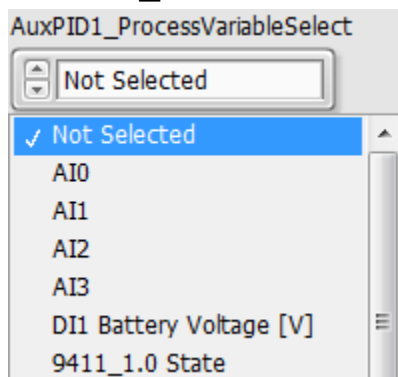 AuxPID1_ProcessVariableSelect
Not Selected
✓ Not Selected
AI0
AI1
AI2
AI3
DI1 Battery Voltage [V]
9411_1.0 State